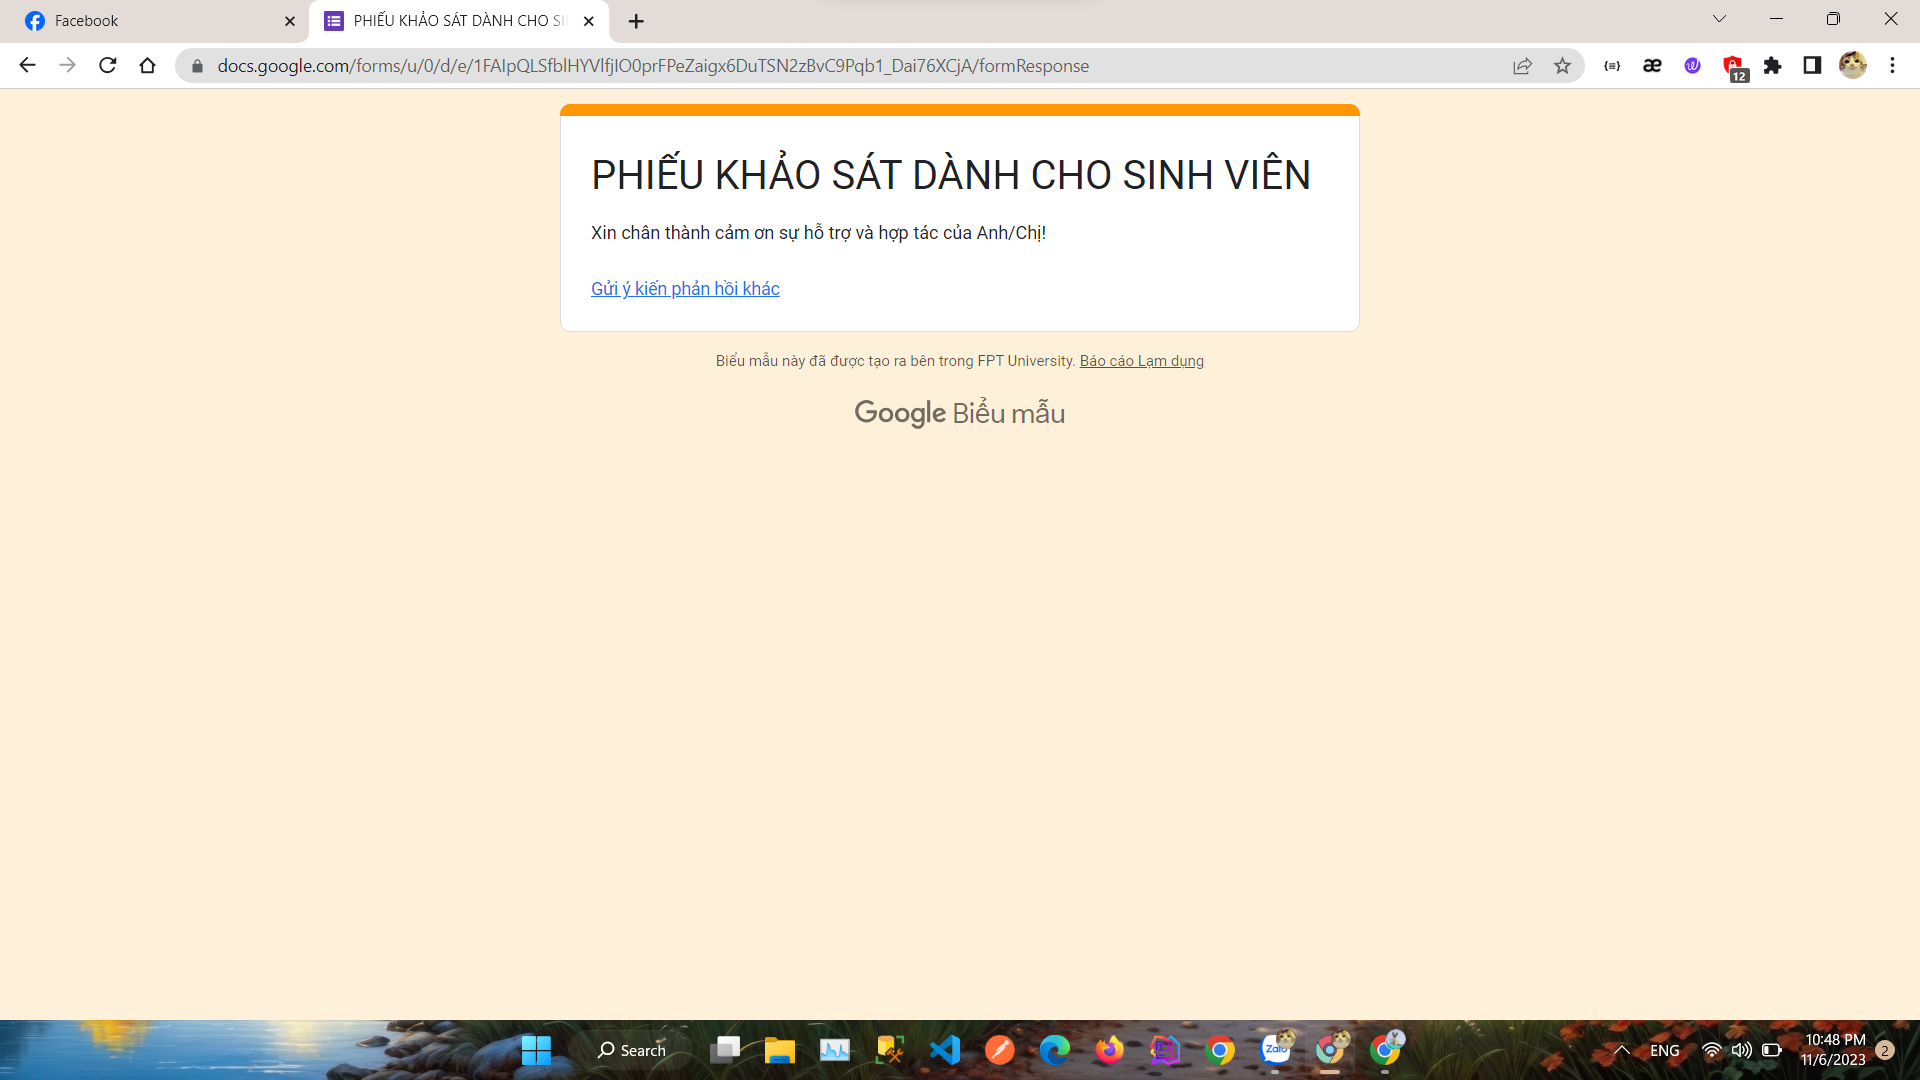 Facebook
PHIẾU KHẢO SÁT DÀNH CHO SIN
docs.google.com/forms/u/0/d/e/1FAIpQLSfblHYVlfjIO0prFPeZaigx6DuTSN2zBvC9Pqb1_Dai76XCjA/formResponse
12
PHIẾU KHẢO SÁT DÀNH CHO SINH VIÊN
Xin chân thành cảm ơn sự hỗ trợ và hợp tác của Anh/Chị!
Gửi ý kiến phản hồi khác
Biểu mẫu này đã được tạo ra bên trong FPT University. Báo cáo Lạm dụng
Google Biểu mẫu
Search
Zalo
ENG
10:48 PM
11/6/2023
2